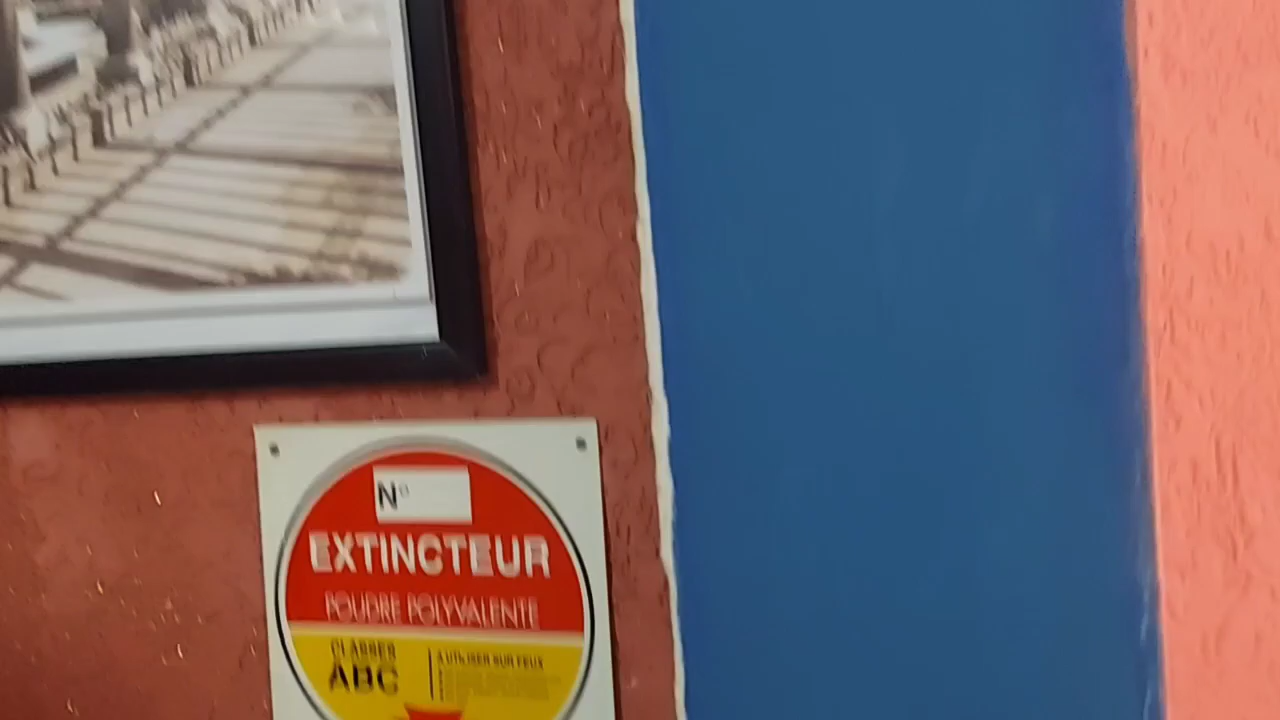 N°
EXTINCTEUR
POUDRE POLYVALENTE
CLASSES
ABC
A UTILISER SUR FEUX